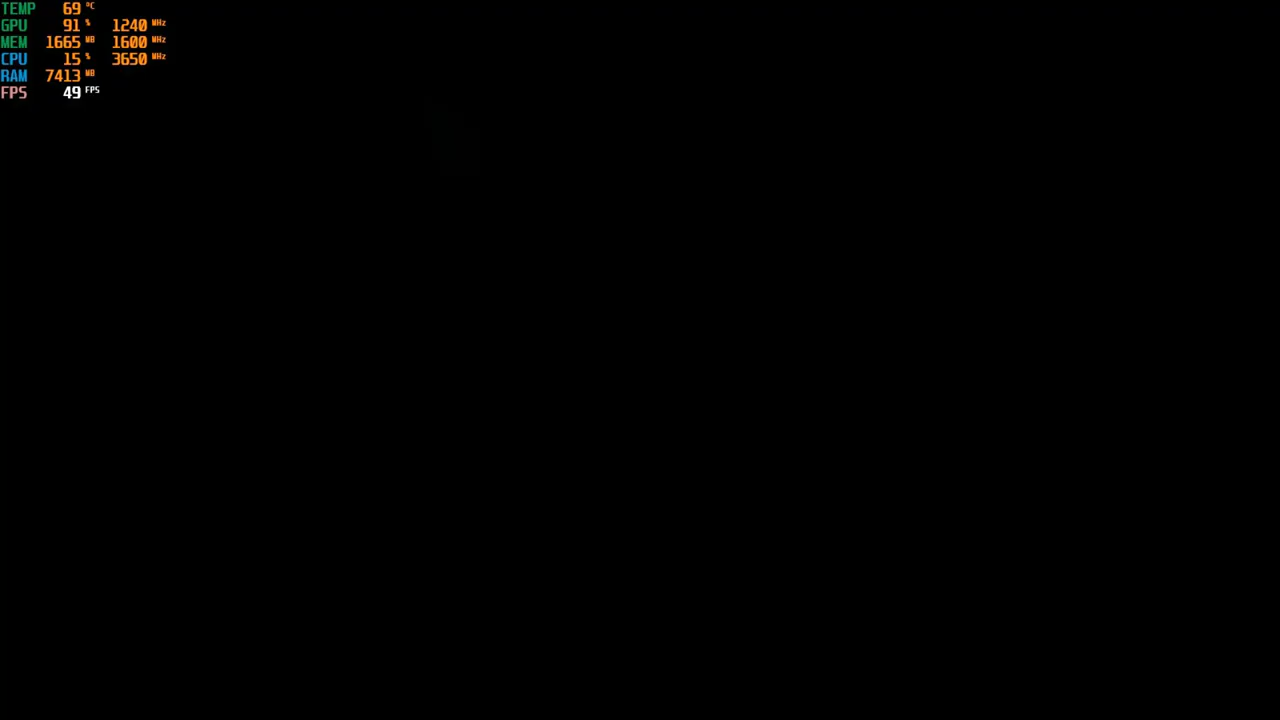 TEMP 69 °C
GPU 91 % 1240 MHz
MEM 1665 MB 1600 MHz
CPU 15 % 3650 MHz
RAM 7413 MB
FPS 49 FPS